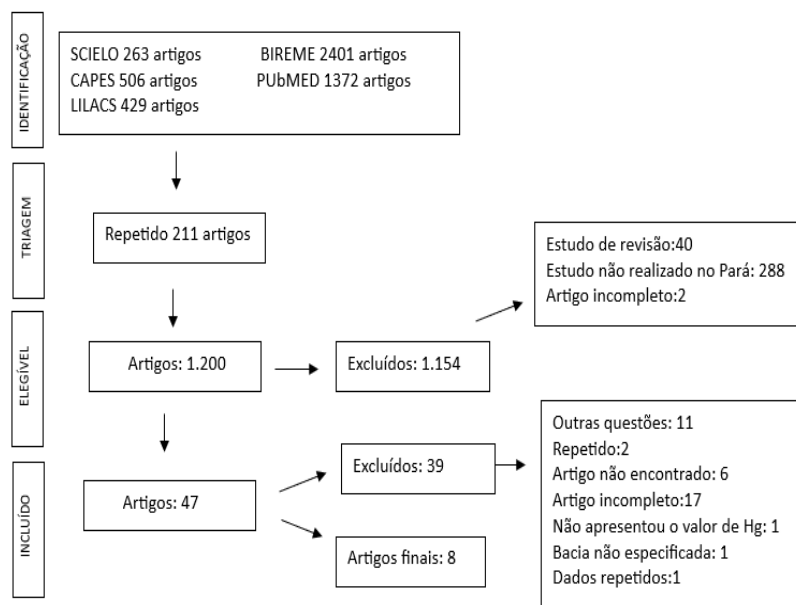 IDENTIFICAÇÃO
SCIELO 263 artigos BIREME 2401 artigos
CAPES 506 artigos PUbMED 1372 artigos
LILACS 429 artigos
TRIAGEM
Repetido 211 artigos
Estudo de revisão:40
Estudo não realizado no Pará: 288
Artigo incompleto:2
ELEGÍVEL
Artigos: 1.200
Excluídos: 1.154
INCLUÍDO
Artigos: 47
Excluídos: 39
Artigos finais: 8
Outras questões: 11
Repetido:2
Artigo não encontrado: 6
Artigo incompleto:17
Não apresentou o valor de Hg: 1
Bacia não especificada: 1
Dados repetidos:1